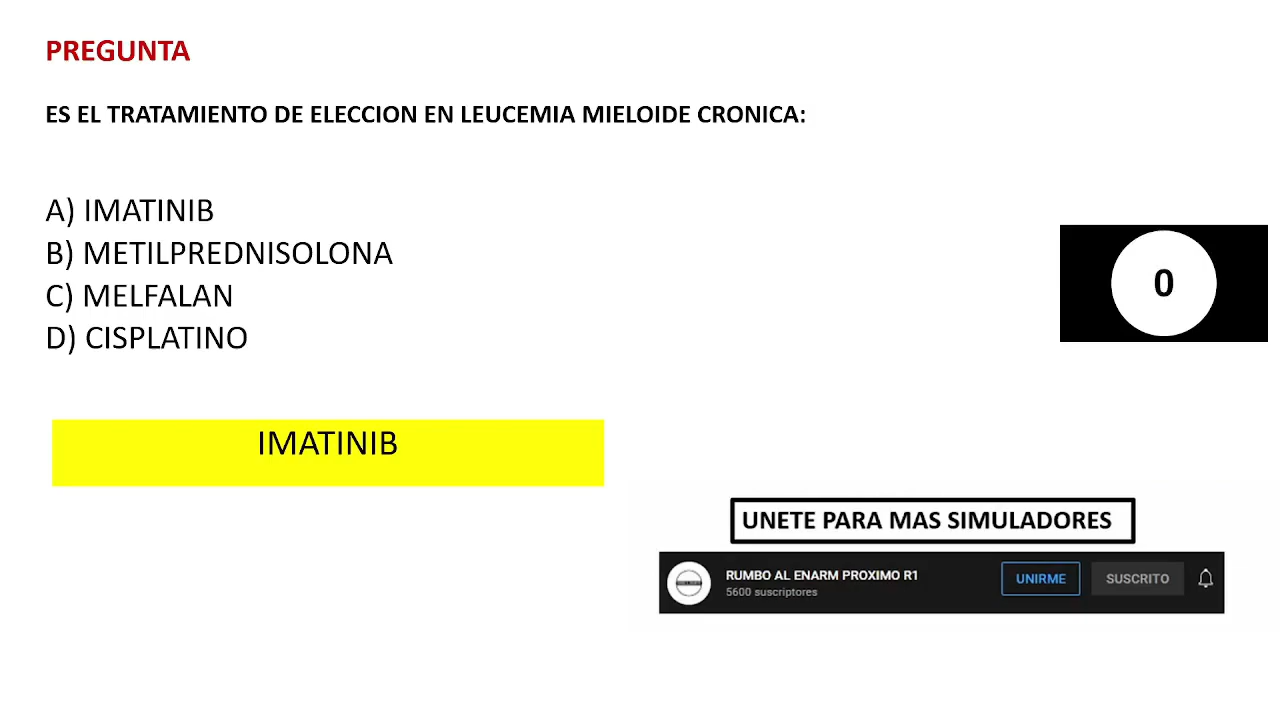 PREGUNTA
ES EL TRATAMIENTO DE ELECCION EN LEUCEMIA MIELOIDE CRONICA:
A) IMATINIB
B) METILPREDNISOLONA
C) MELFALAN
D) CISPLATINO
0
IMATINIB
UNETE PARA MAS SIMULADORES
RUMBO AL ENARM PROXIMO R1
5600 suscriptores
UNIRME
SUSCRITO